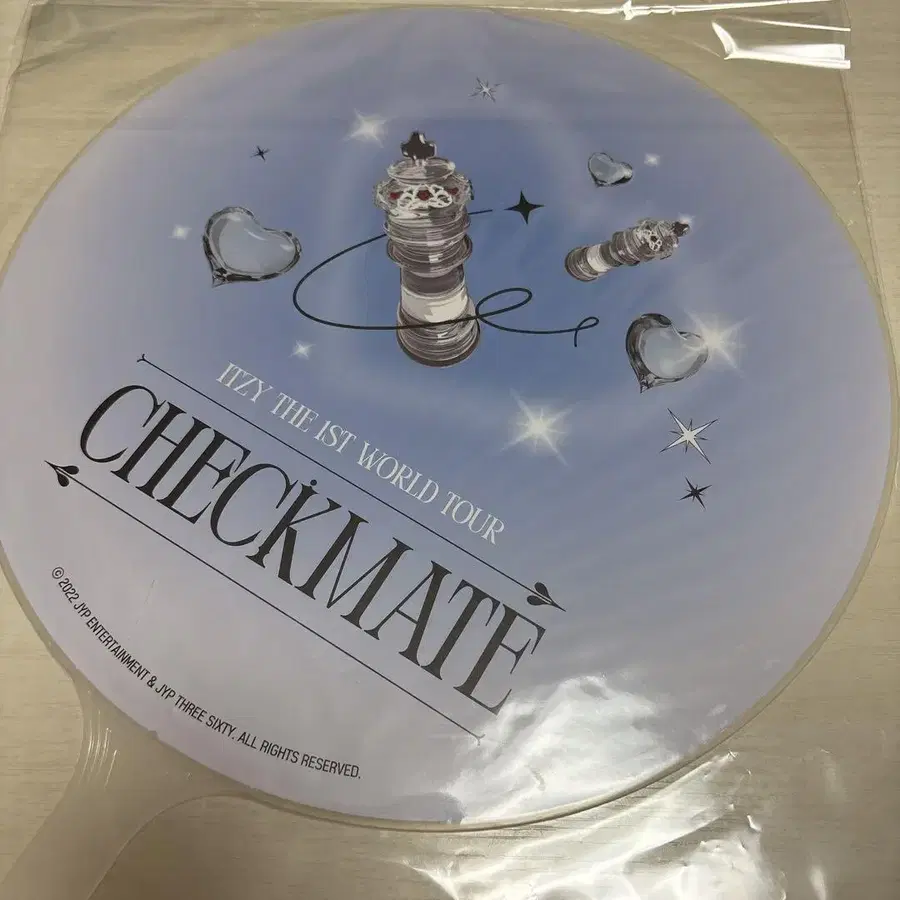 ITZY THE 1ST WORLD TOUR
CHECKMATE
© 2022 JYP ENTERTAINMENT & JYP THREE SIXTY. ALL RIGHTS RESERVED.